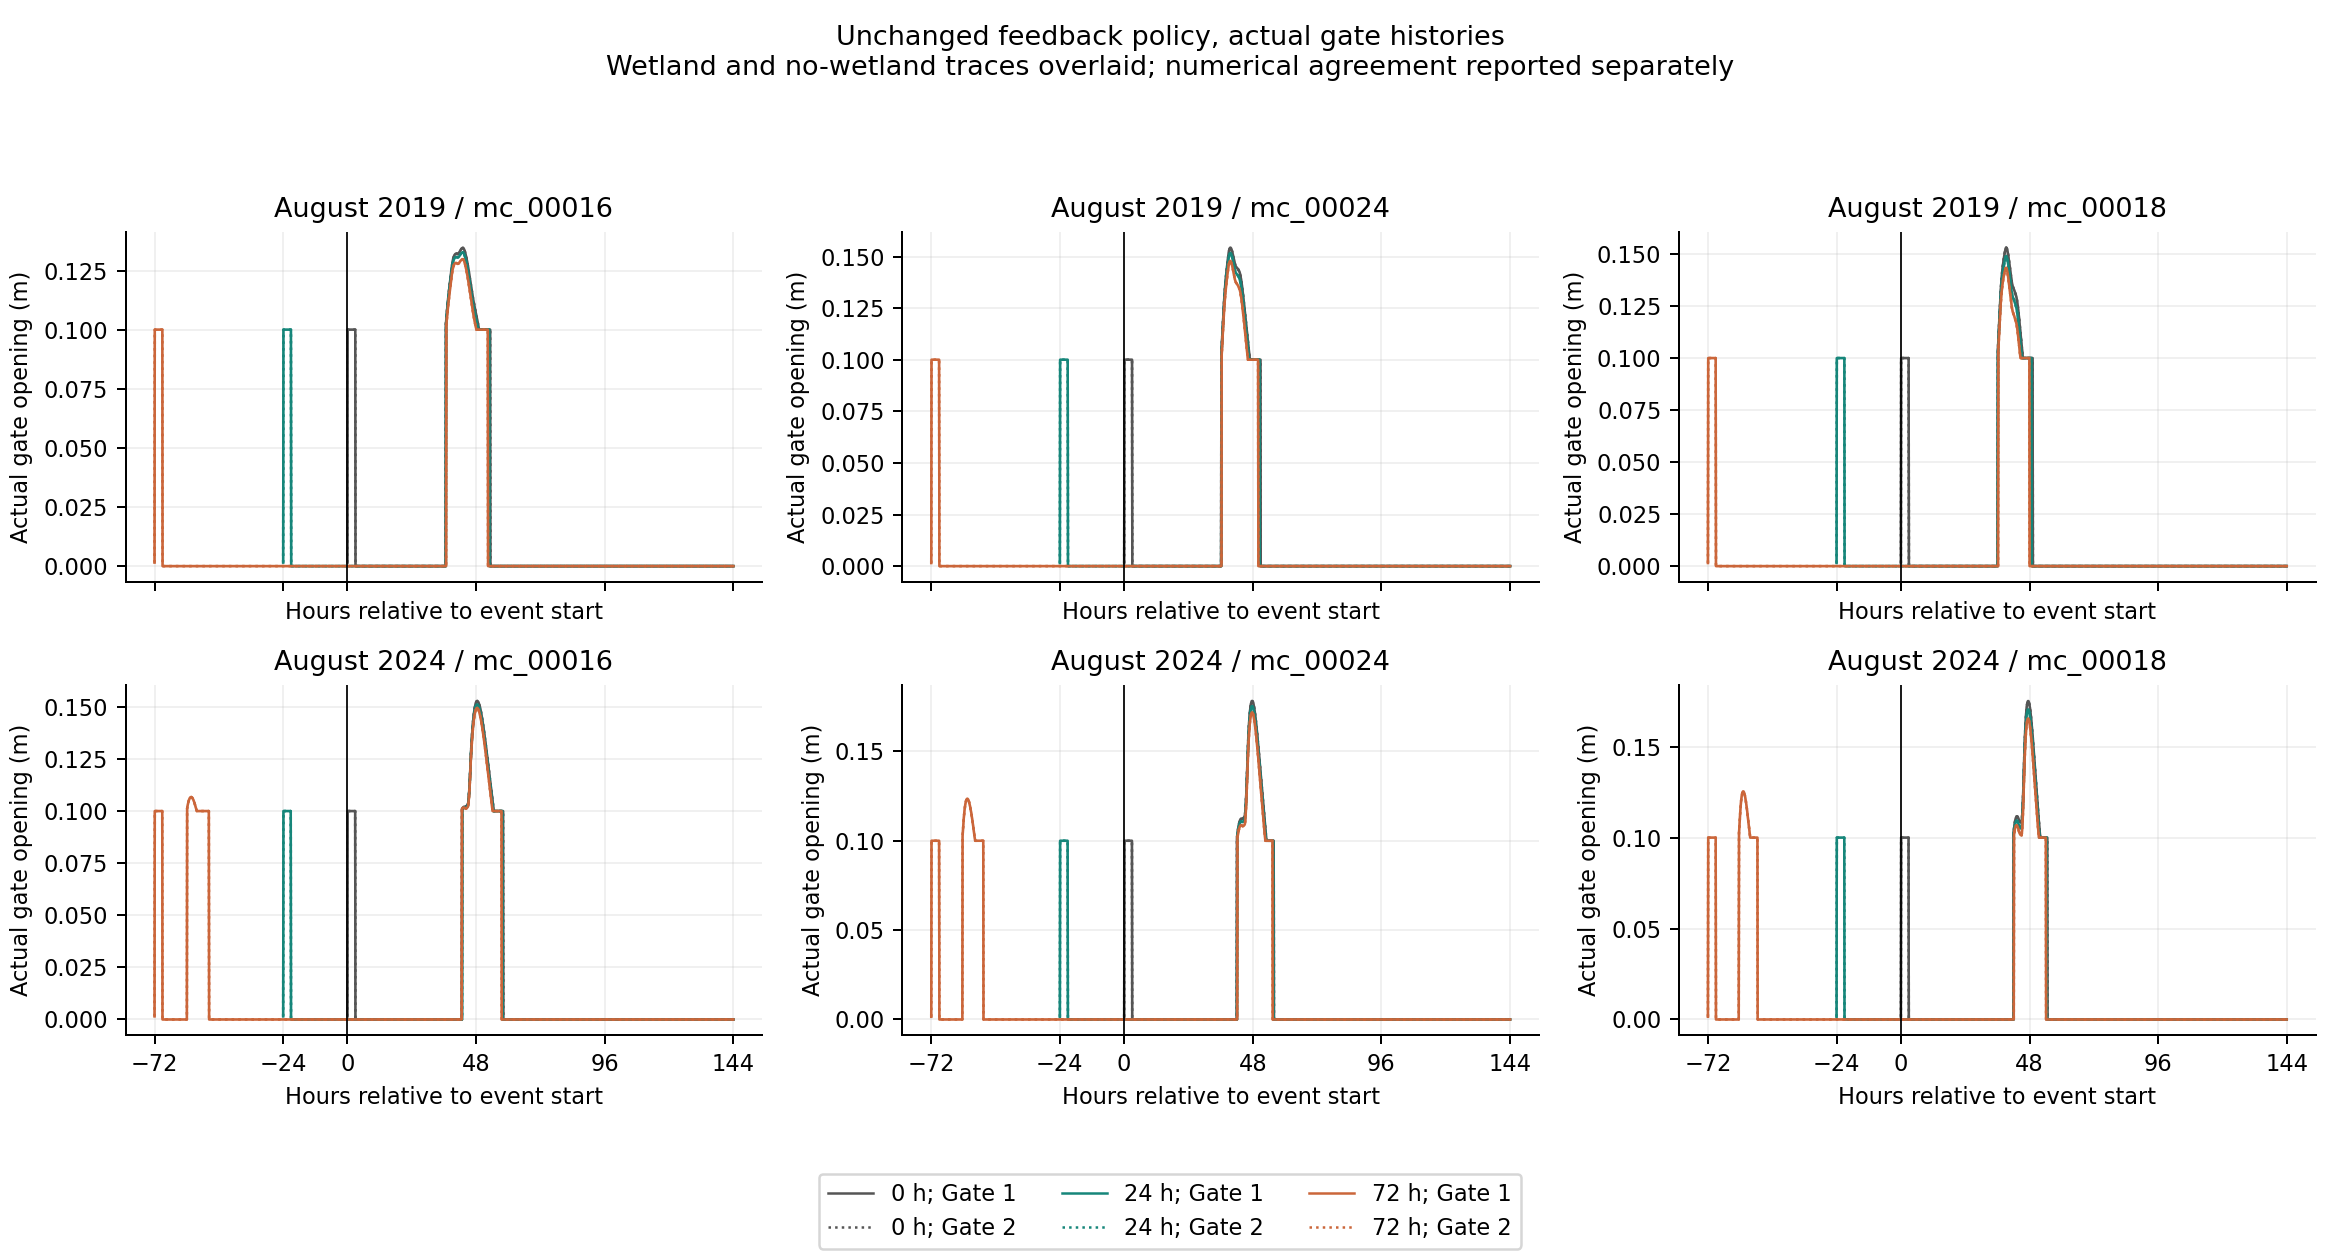 Unchanged feedback policy, actual gate histories
Wetland and no-wetland traces overlaid; numerical agreement reported separately
August 2019 / mc_00016
Actual gate opening (m)
0.125
0.100
0.075
0.050
0.025
0.000
Hours relative to event start
August 2019 / mc_00024
Actual gate opening (m)
0.150
0.125
0.100
0.075
0.050
0.025
0.000
Hours relative to event start
August 2019 / mc_00018
Actual gate opening (m)
0.150
0.125
0.100
0.075
0.050
0.025
0.000
Hours relative to event start
August 2024 / mc_00016
Actual gate opening (m)
0.150
0.125
0.100
0.075
0.050
0.025
0.000
−72 −24 0 48 96 144
Hours relative to event start
August 2024 / mc_00024
Actual gate opening (m)
0.15
0.10
0.05
0.00
−72 −24 0 48 96 144
Hours relative to event start
August 2024 / mc_00018
Actual gate opening (m)
0.15
0.10
0.05
0.00
−72 −24 0 48 96 144
Hours relative to event start
0 h; Gate 1 24 h; Gate 1 72 h; Gate 1
0 h; Gate 2 24 h; Gate 2 72 h; Gate 2